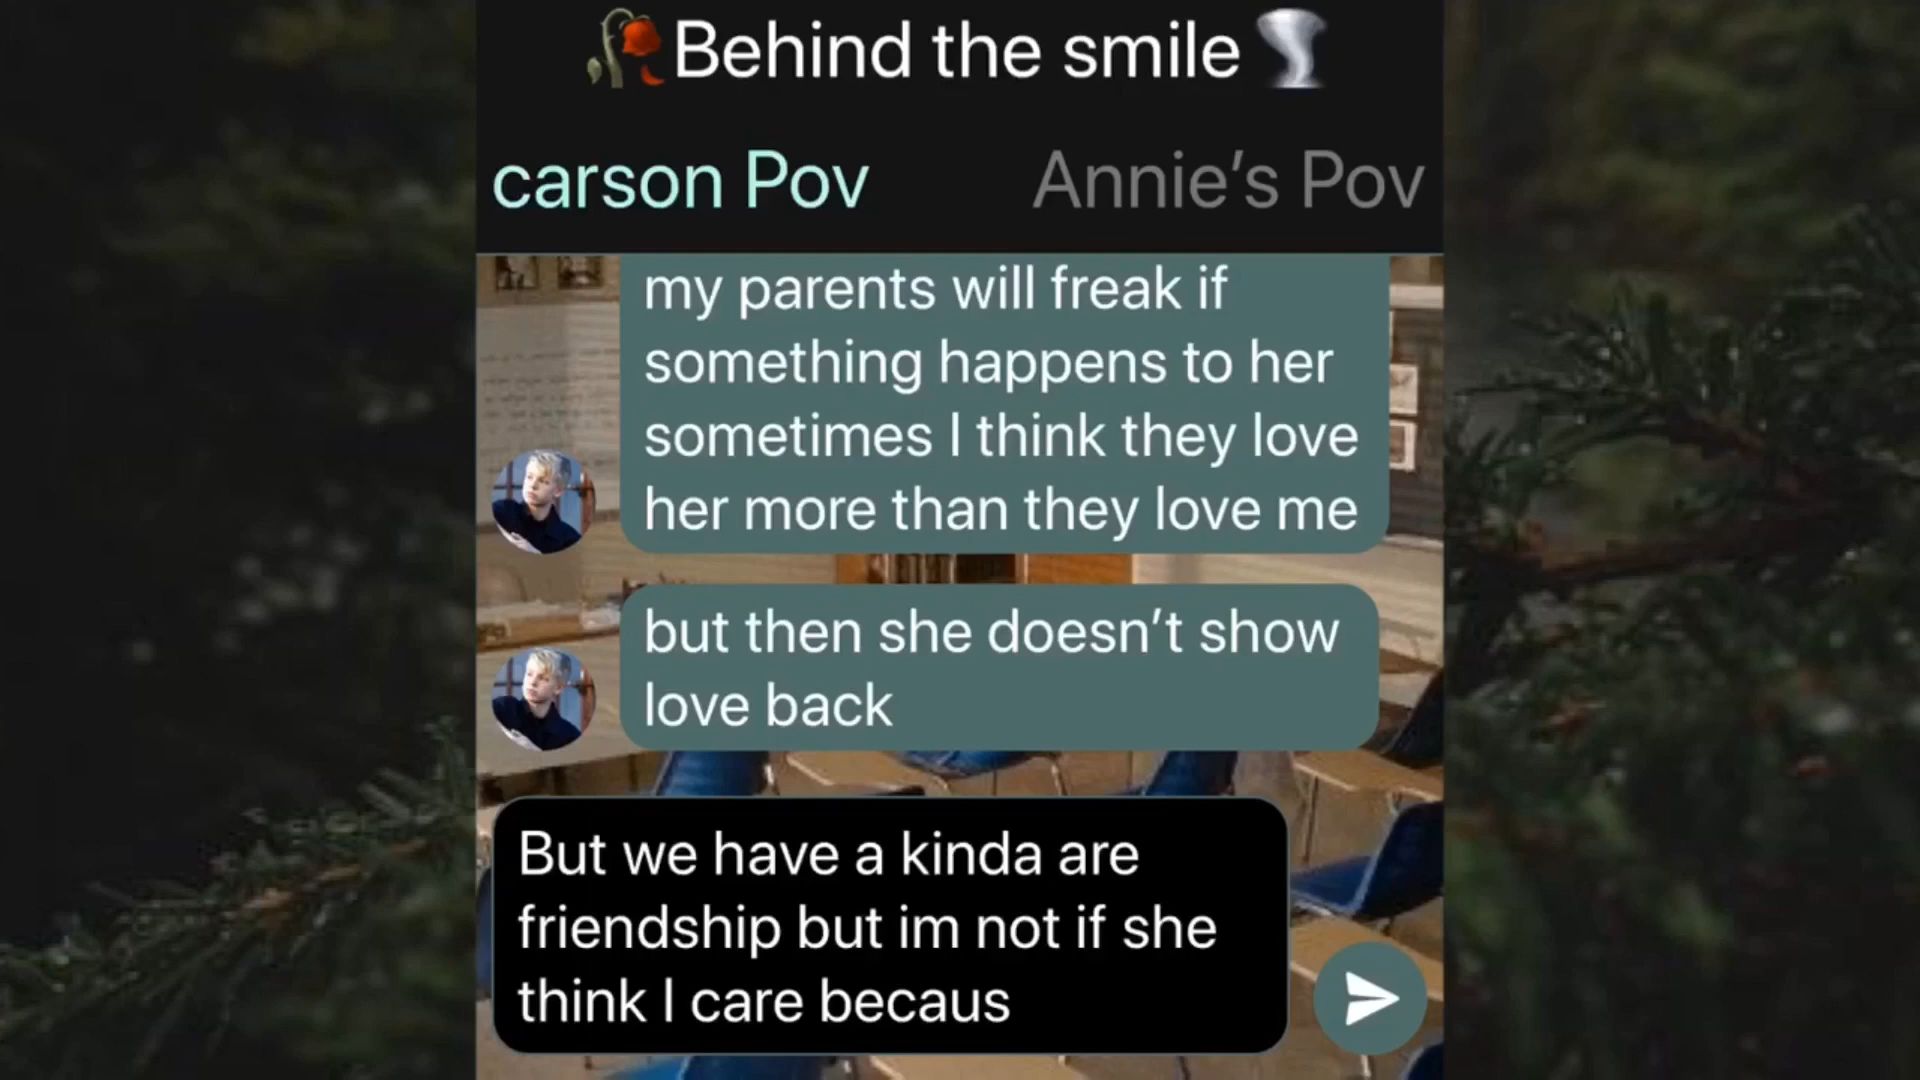 🥀Behind the smile🌪
carson Pov
Annie's Pov
my parents will freak if
something happens to her
sometimes I think they love
her more than they love me
but then she doesn't show
love back
But we have a kinda are
friendship but im not if she
think I care becaus